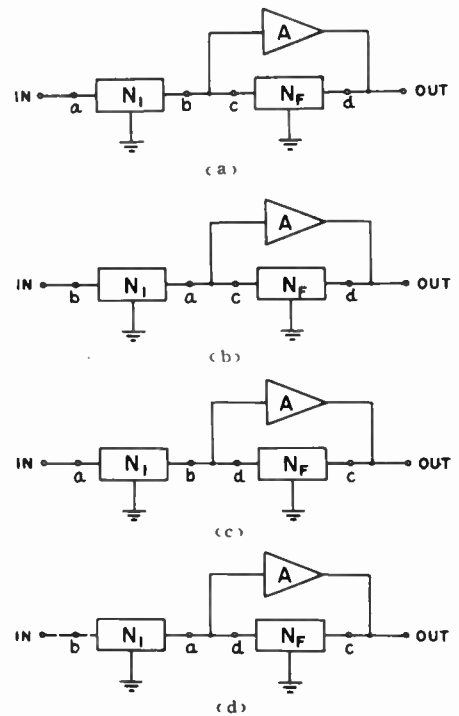 A
IN a N1 b c NF d OUT
(a)
A
IN b N1 a c NF d OUT
(b)
A
IN a N1 b d NF c OUT
(c)
A
IN b N1 a d NF c OUT
(d)